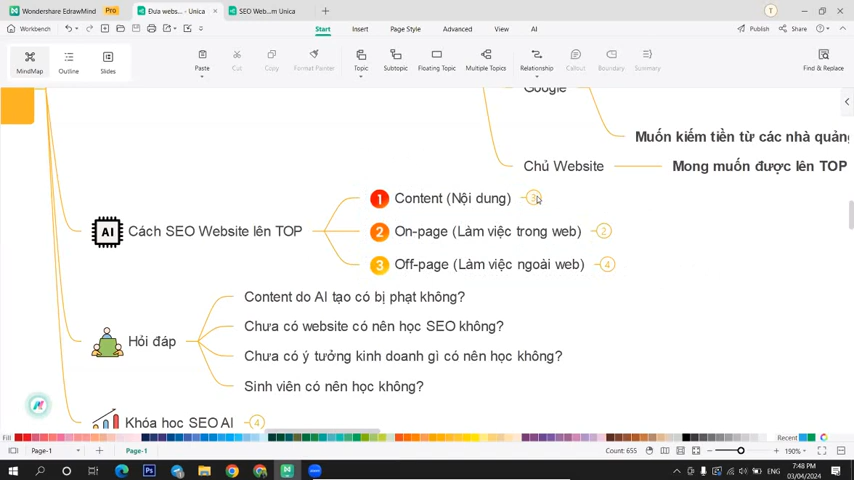 Wondershare EdrawMind Pro
Đưa webs... - Unica
SEO Web...m Unica
T
Workbench
Start Insert Page Style Advanced View AI
Publish Share
MindMap Outline Slides
Paste Cut Copy Format Painter
Topic Subtopic Floating Topic Multiple Topics
Relationship Callout Boundary Summary
Find & Replace
Google
Muốn kiếm tiền từ các nhà quảng
Chủ Website
Mong muốn được lên TOP
1 Content (Nội dung)
AI Cách SEO Website lên TOP
2 On-page (Làm việc trong web) 2
3 Off-page (Làm việc ngoài web) 4
Content do AI tạo có bị phạt không?
Chưa có website có nên học SEO không?
Hỏi đáp
Chưa có ý tưởng kinh doanh gì có nên học không?
Sinh viên có nên học không?
Khóa học SEO AI 4
Fill
Recent
Page-1
Page-1
Count: 655
190%
ENG
7:48 PM
03/04/2024